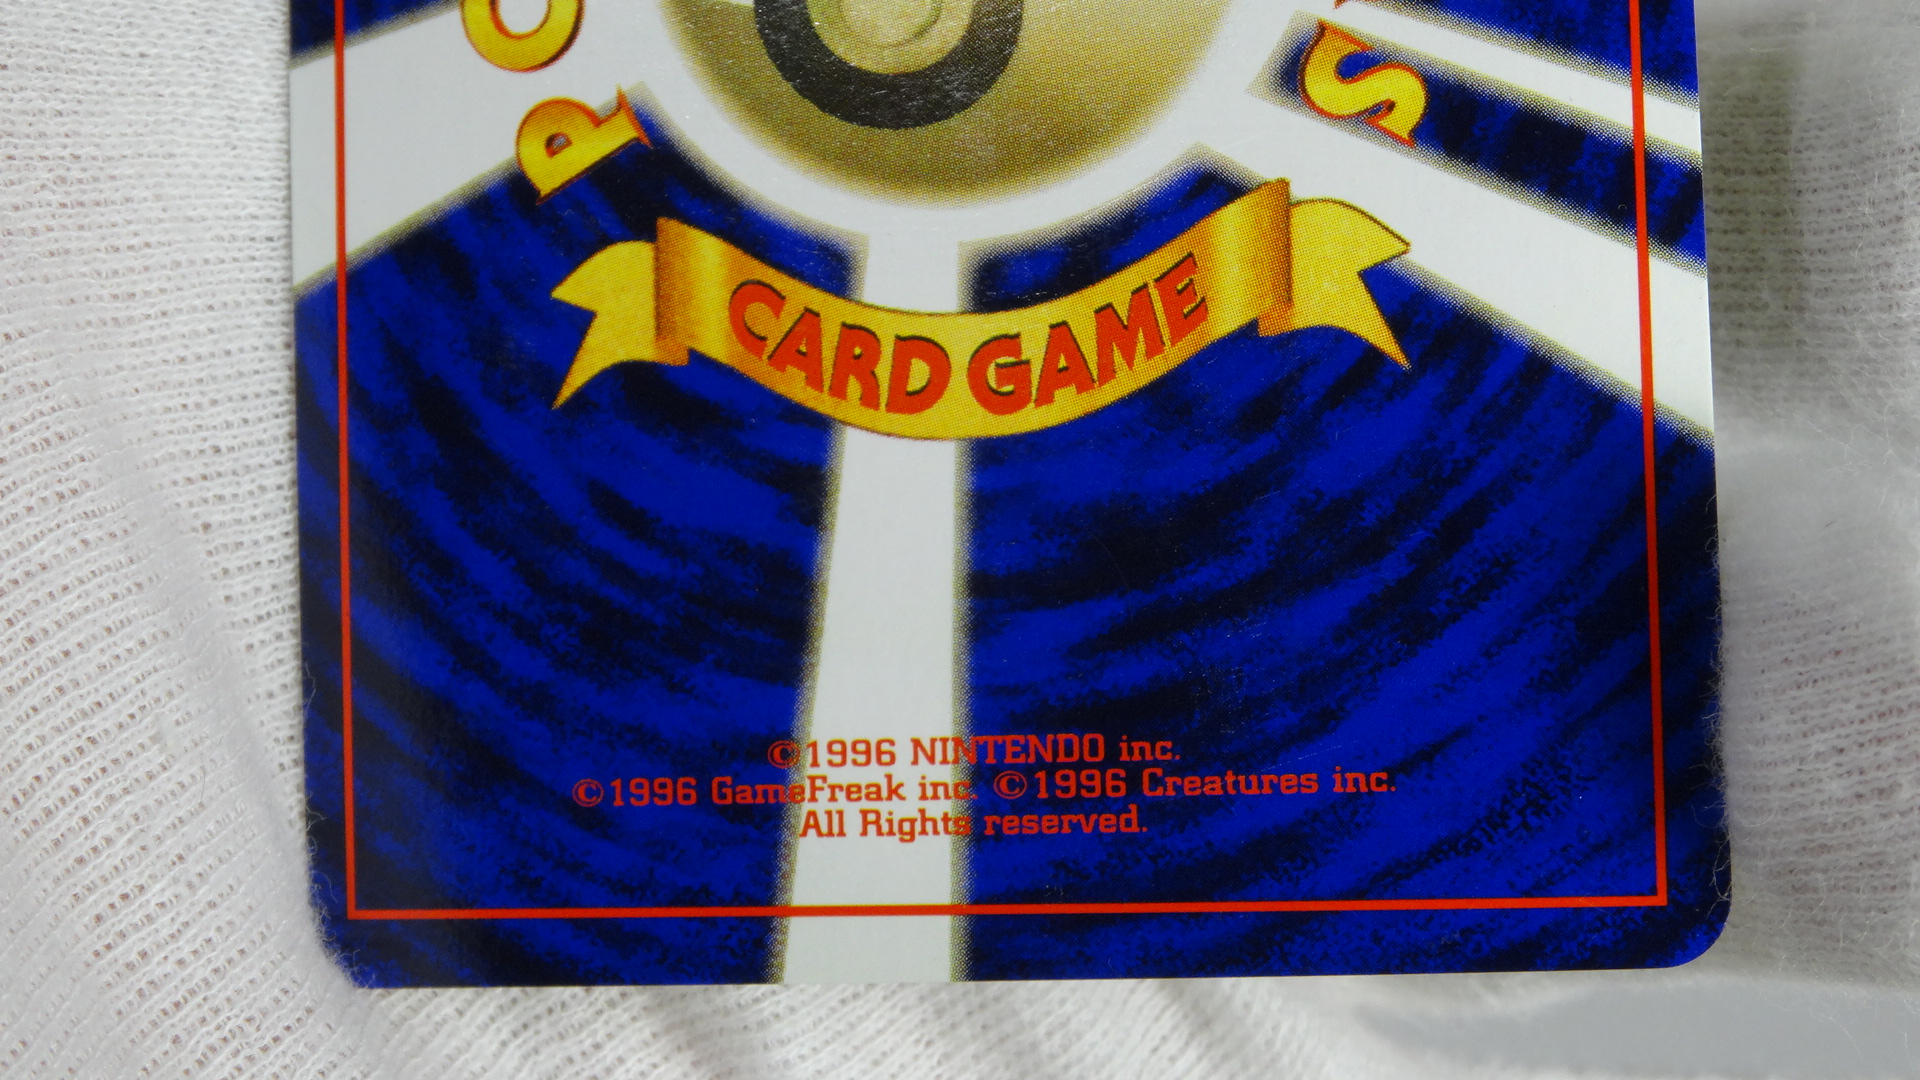 P O
S
CARD GAME
©1996 NINTENDO inc.
©1996 GameFreak inc. ©1996 Creatures inc.
All Rights reserved.